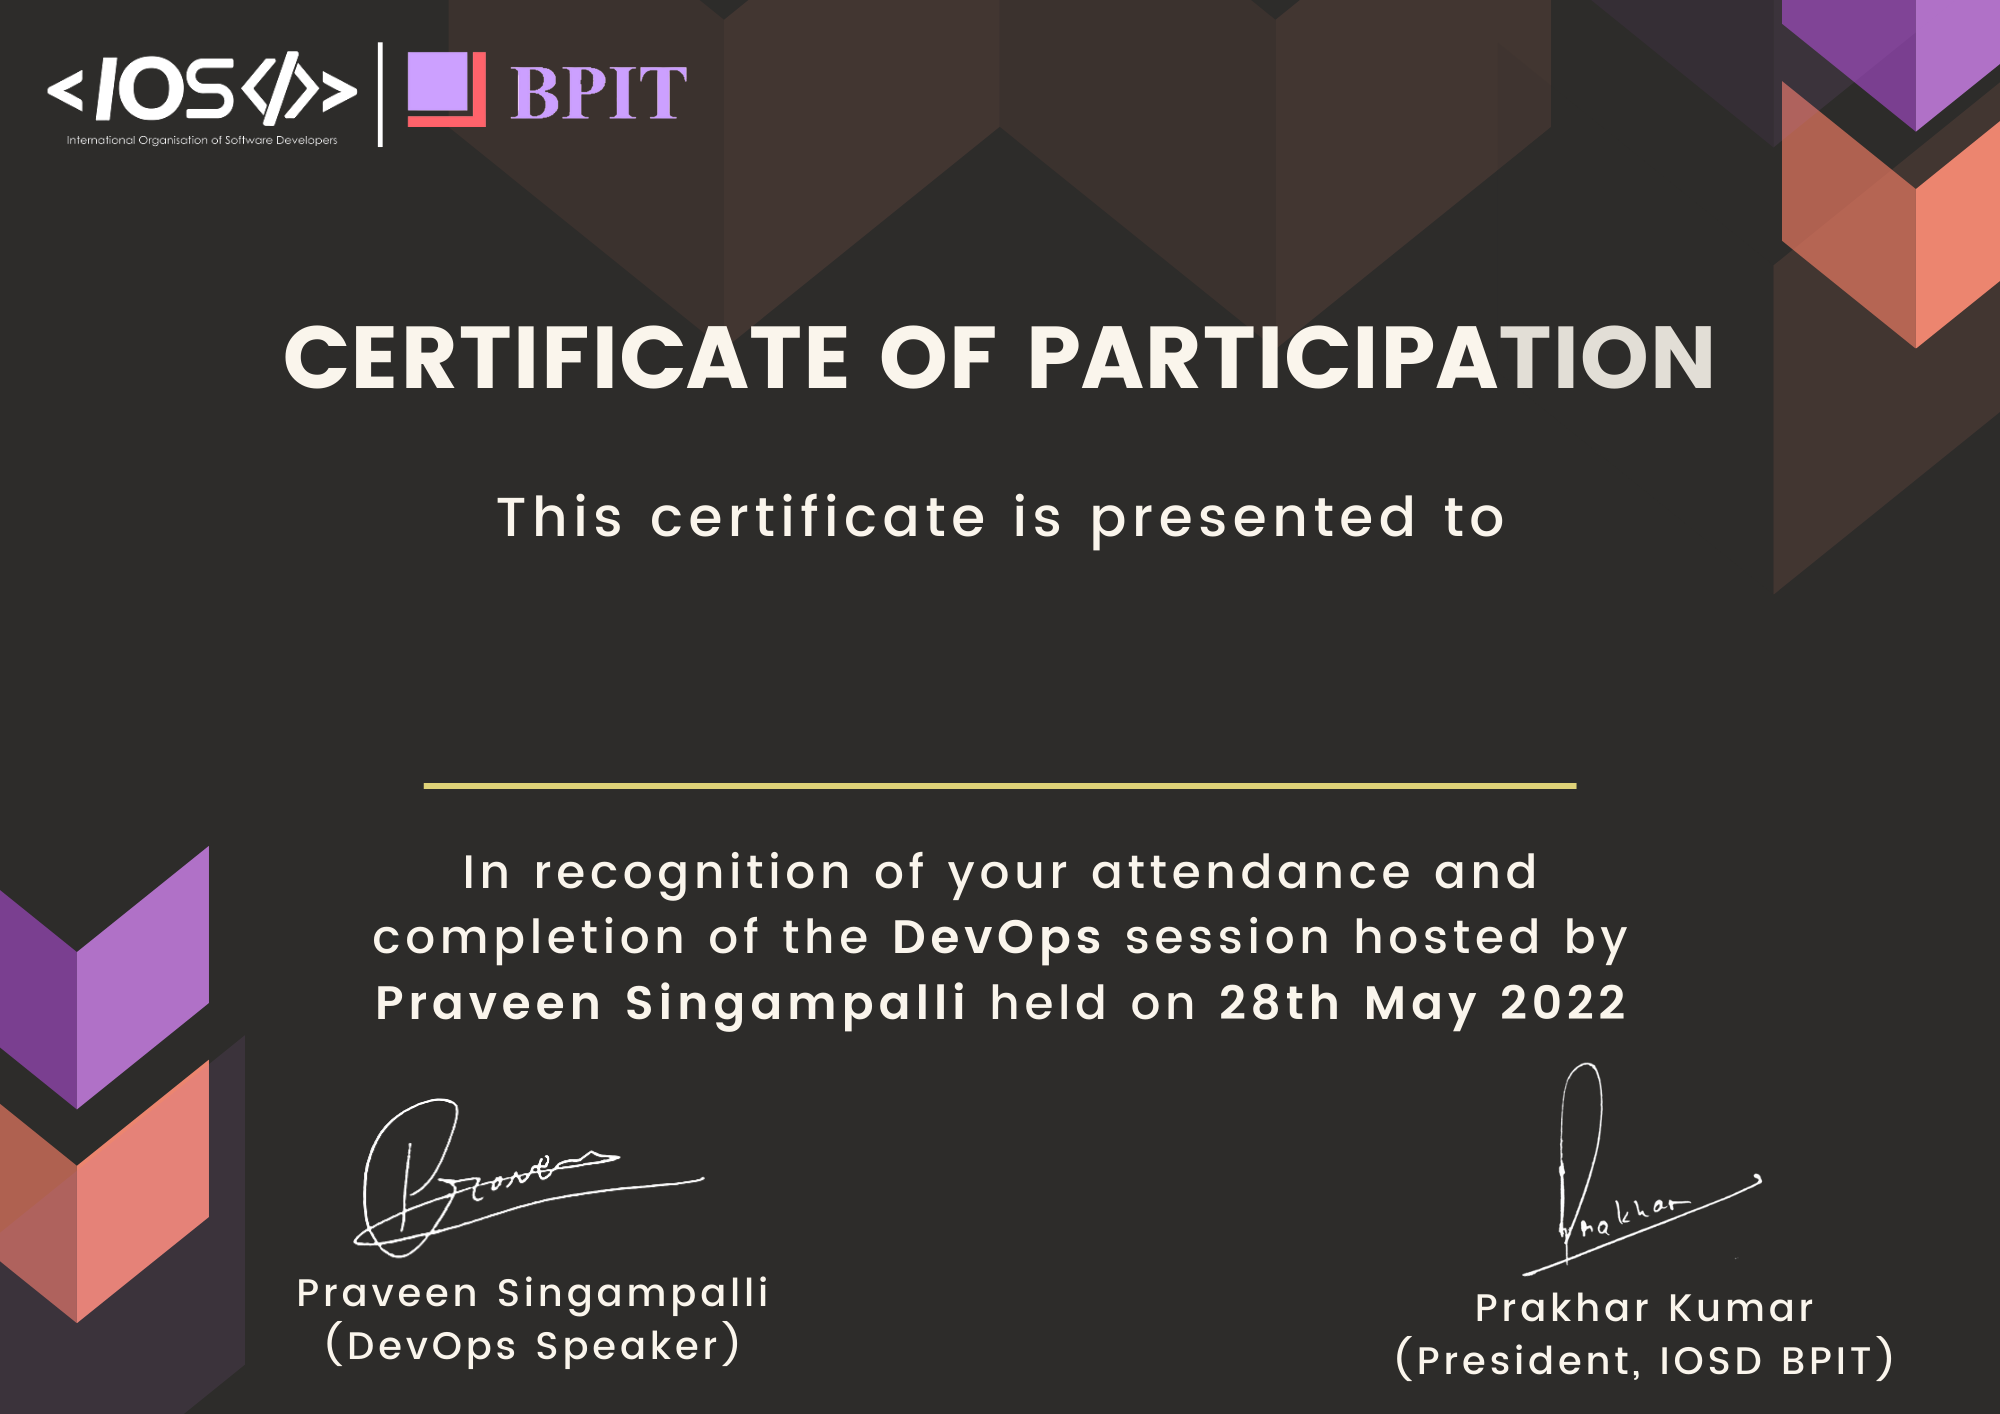 <IOS</>>
International Organisation of Software Developers
BPIT
CERTIFICATE OF PARTICIPATION
This certificate is presented to
In recognition of your attendance and
completion of the DevOps session hosted by
Praveen Singampalli held on 28th May 2022
Praveen
Prakhar
Praveen Singampalli
(DevOps Speaker)
Prakhar Kumar
(President, IOSD BPIT)